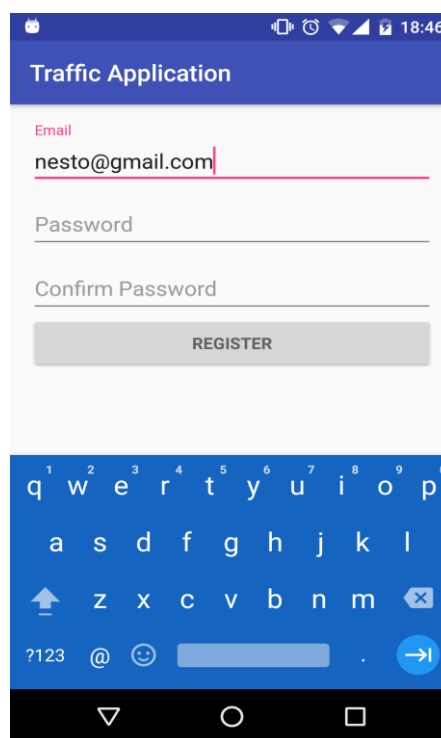 18:46
Traffic Application
Email
nesto@gmail.com
Password
Confirm Password
REGISTER
1 2 3 4 5 6 7 8 9
q w e r t y u i o p
a s d f g h j k l
z x c v b n m
?123 @ .